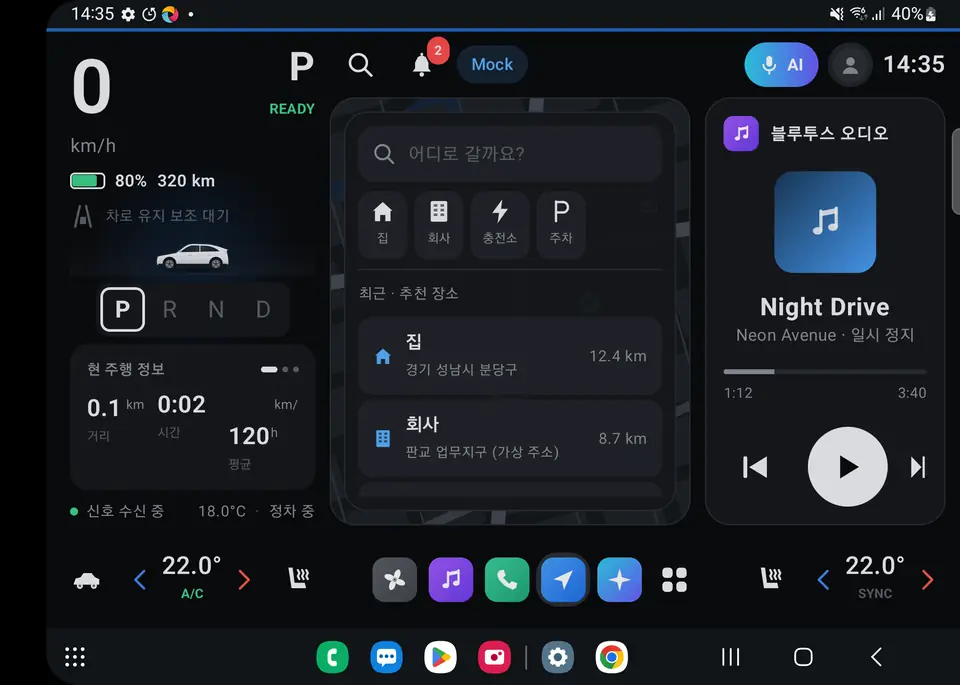 14:35
40%
0
P
READY
km/h
80% 320 km
차로 유지 보조 대기
P R N D
현 주행 정보
0.1 km
거리
0:02
시간
km/
120 h
평균
신호 수신 중
18.0°C · 정차 중
2
Mock
AI
14:35
어디로 갈까요?
집
회사
충전소
P
주차
최근 · 추천 장소
집
경기 성남시 분당구
12.4 km
회사
판교 업무지구 (가상 주소)
8.7 km
블루투스 오디오
Night Drive
Neon Avenue · 일시 정지
1:12
3:40
22.0°
A/C
22.0°
SYNC